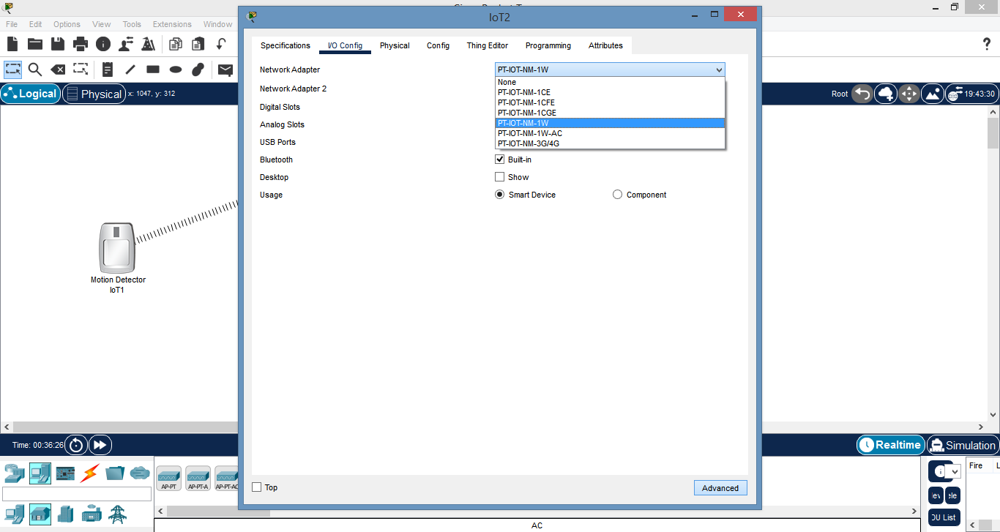 IoT2
File Edit Options View Tools Extensions Window
Specifications I/O Config Physical Config Thing Editor Programming Attributes
?
Network Adapter PT-IOT-NM-1W
None
PT-IOT-NM-1CE
PT-IOT-NM-1CFE
PT-IOT-NM-1CGE
PT-IOT-NM-1W
PT-IOT-NM-1W-AC
PT-IOT-NM-3G/4G
Network Adapter 2
Digital Slots
Analog Slots
USB Ports
Bluetooth Built-in
Desktop Show
Usage Smart Device Component
Logical Physical x: 1047, y: 312
Root 19:43:30
Motion Detector
IoT1
Top Advanced
Time: 00:36:26
Realtime Simulation
AP-PT AP-PT-A AP-PT-AC
Fire
DU List
AC